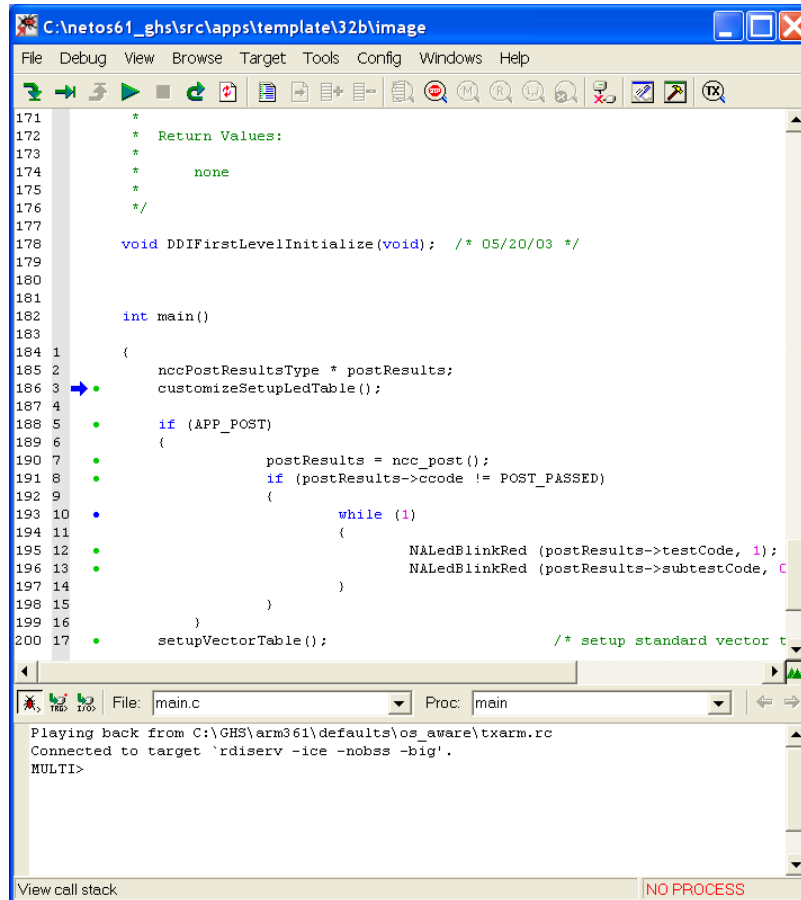 C:\netos61_ghs\src\apps\template\32b\image
File Debug View Browse Target Tools Config Windows Help
171 *
172 * Return Values:
173 *
174 * none
175 *
176 */
177
178 void DDIFirstLevelInitialize(void); /* 05/20/03 */
179
180
181
182 int main()
183
184 1 {
185 2 nccPostResultsType * postResults;
186 3 customizeSetupLedTable();
187 4
188 5 if (APP_POST)
189 6 {
190 7 postResults = ncc_post();
191 8 if (postResults->ccode != POST_PASSED)
192 9 {
193 10 while (1)
194 11 {
195 12 NALedBlinkRed (postResults->testCode, 1);
196 13 NALedBlinkRed (postResults->subtestCode,
197 14 }
198 15 }
199 16 }
200 17 setupVectorTable(); /* setup standard vector t
TRG> I/O> File: main.c Proc: main
Playing back from C:\GHS\arm361\defaults\os_aware\txarm.rc
Connected to target `rdiserv -ice -nobss -big'.
MULTI>
View call stack NO PROCESS